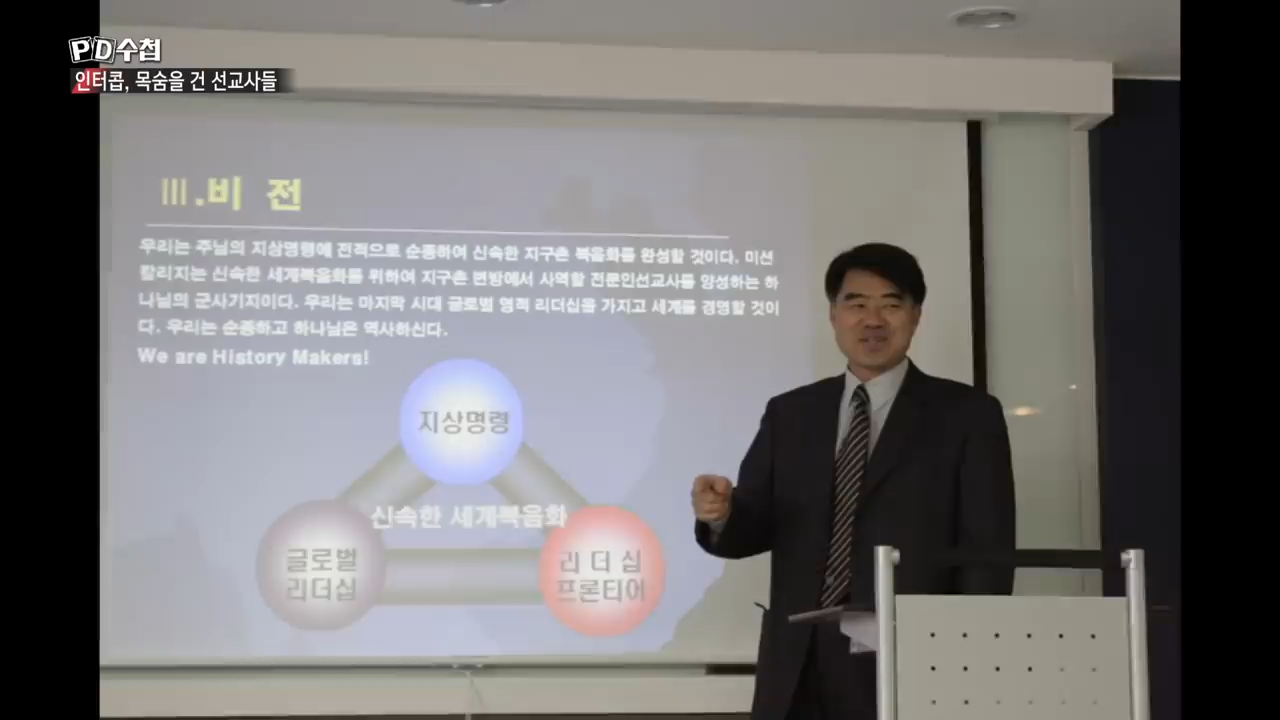 PD수첩
인터콥, 목숨을 건 선교사들
Ⅲ.비 전
우리는 주님의 지상명령에 전적으로 순종하여 신속한 지구촌 복음화를 완성할 것이다. 미션
칼리지는 신속한 세계복음화를 위하여 지구촌 변방에서 사역할 전문인선교사를 양성하는 하
나님의 군사기지이다. 우리는 마지막 시대 글로벌 영적 리더십을 가지고 세계를 경영할 것이
다. 우리는 순종하고 하나님은 역사하신다.
We are History Makers!
지상명령
신속한 세계복음화
글로벌
리더십
리 더 십
프론티어